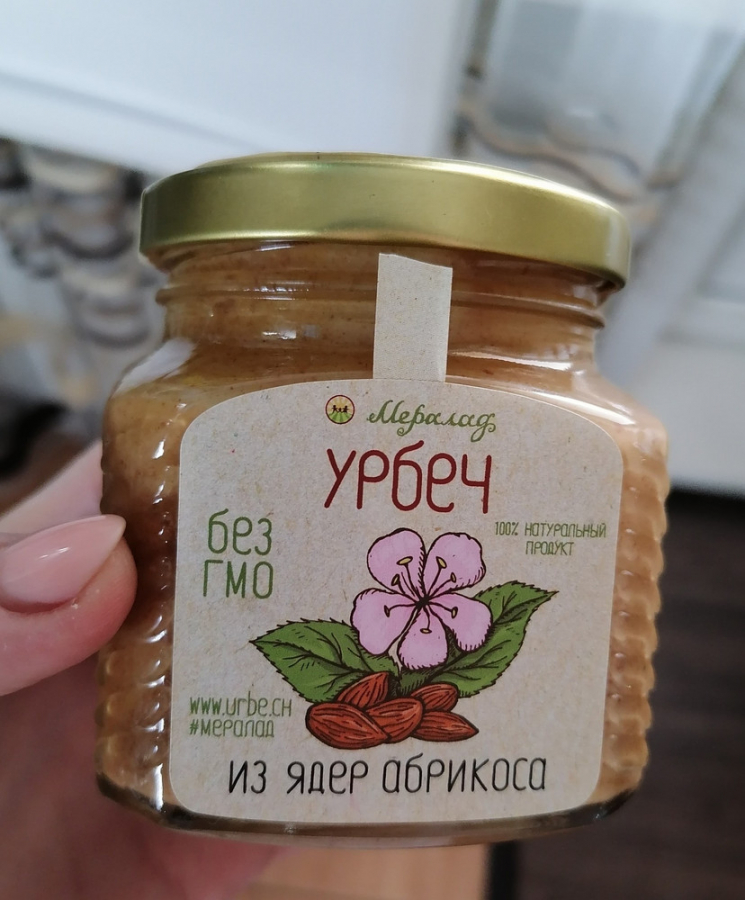 Мералад
урбеч
без
ГМО
100% натуральный
продукт
www.urbe.ch
#мералад
из ядер абрикоса